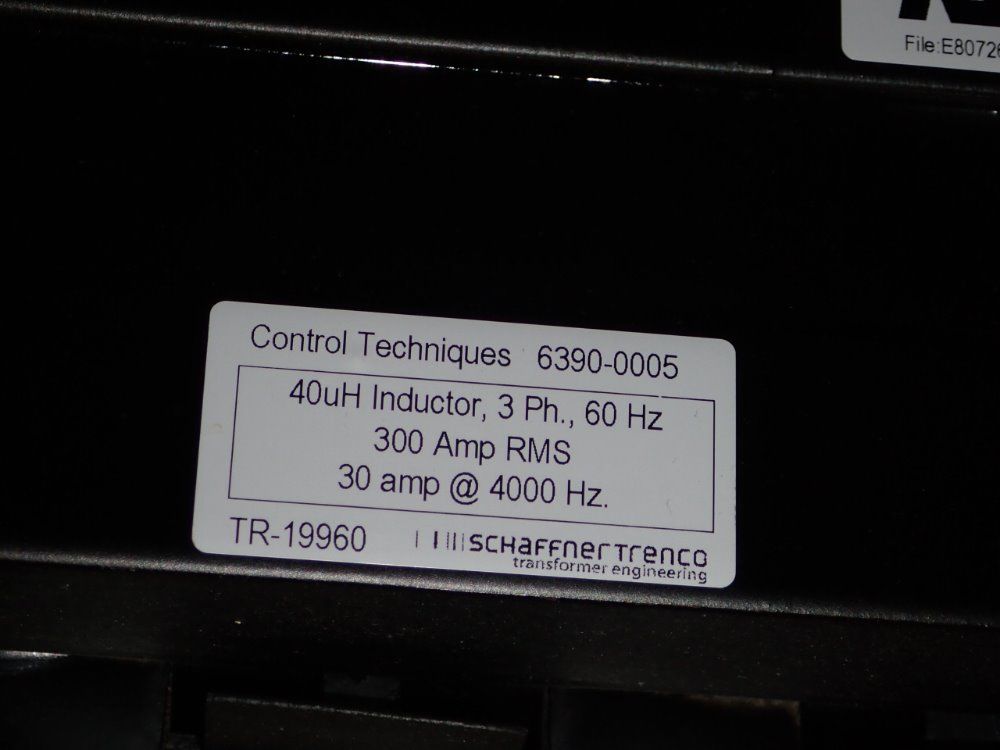 File:E80726
Control Techniques 6390-0005
40uH Inductor, 3 Ph., 60 Hz
300 Amp RMS
30 amp @ 4000 Hz.
TR-19960 SCHAFFNER TRENCO
transformer engineering